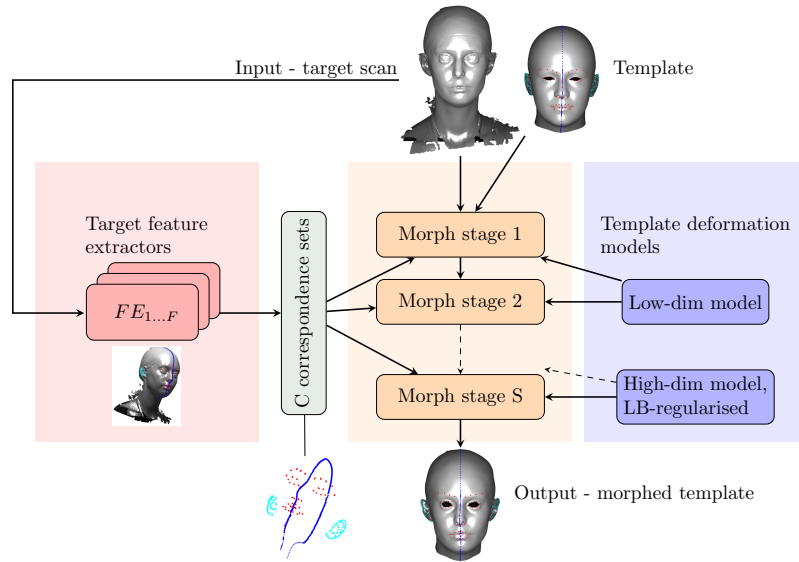 Input - target scan
Template
Target feature
extractors
Template deformation
models
C correspondence sets
Morph stage 1
Morph stage 2
Morph stage S
FE1...F
Low-dim model
High-dim model,
LB-regularised
Output - morphed template